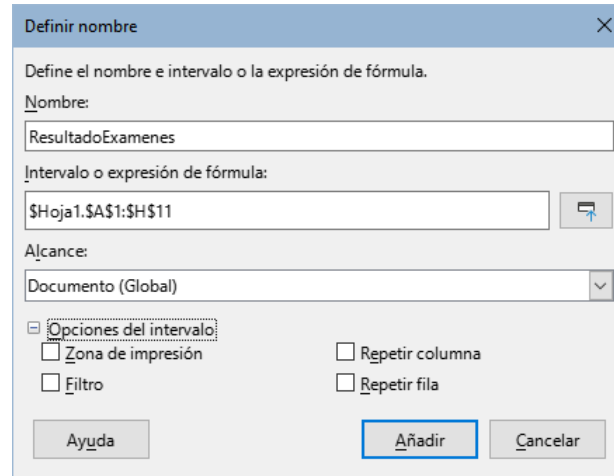 Definir nombre
Define el nombre e intervalo o la expresión de fórmula.
Nombre:
ResultadoExamenes
Intervalo o expresión de fórmula:
$Hoja1.$A$1:$H$11
Alcance:
Documento (Global)
Opciones del intervalo
Zona de impresión Repetir columna
Filtro Repetir fila
Ayuda Añadir Cancelar